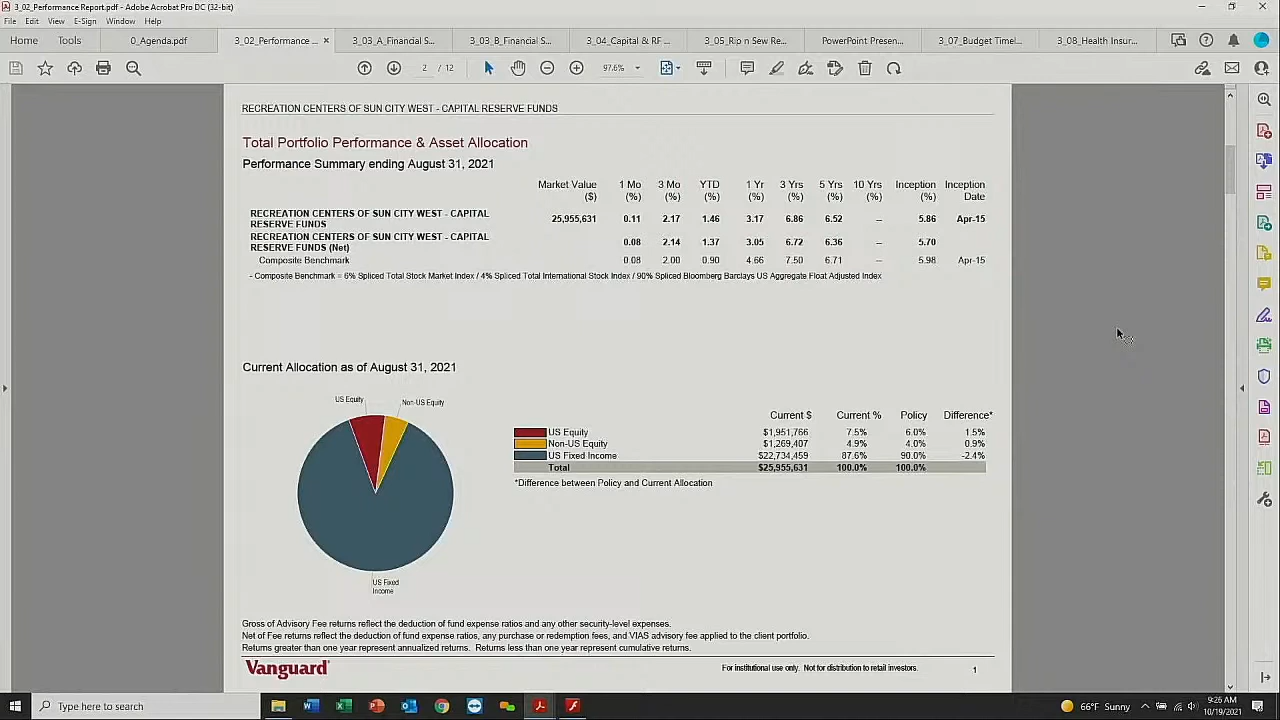 3_02_Performance Report.pdf - Adobe Acrobat Pro DC (32-bit)
File Edit View E-Sign Window Help
Home Tools 0_Agenda.pdf 3_02_Performance ... × 3_03_A_Financial S... 3_03_B_Financial S... 3_04_Capital & RF ... 3_05_Rip n Sew Re... PowerPoint Presen... 3_07_Budget Timel... 3_08_Health Insur...
2 / 12 97.6%
RECREATION CENTERS OF SUN CITY WEST - CAPITAL RESERVE FUNDS
Total Portfolio Performance & Asset Allocation
Performance Summary ending August 31, 2021
Market Value 1 Mo 3 Mo YTD 1 Yr 3 Yrs 5 Yrs 10 Yrs Inception Inception
($) (%) (%) (%) (%) (%) (%) (%) (%) Date
RECREATION CENTERS OF SUN CITY WEST - CAPITAL
RESERVE FUNDS 25,955,631 0.11 2.17 1.46 3.17 6.86 6.52 – 5.86 Apr-15
RECREATION CENTERS OF SUN CITY WEST - CAPITAL
RESERVE FUNDS (Net) 0.08 2.14 1.37 3.05 6.72 6.36 – 5.70
Composite Benchmark 0.08 2.00 0.90 4.66 7.50 6.71 – 5.98 Apr-15
- Composite Benchmark = 6% Spliced Total Stock Market Index / 4% Spliced Total International Stock Index / 90% Spliced Bloomberg Barclays US Aggregate Float Adjusted Index
Current Allocation as of August 31, 2021
US Equity
Non-US Equity
US Fixed
Income
Current $ Current % Policy Difference*
US Equity $1,951,766 7.5% 6.0% 1.5%
Non-US Equity $1,269,407 4.9% 4.0% 0.9%
US Fixed Income $22,734,459 87.6% 90.0% -2.4%
Total $25,955,631 100.0% 100.0%
*Difference between Policy and Current Allocation
Gross of Advisory Fee returns reflect the deduction of fund expense ratios and any other security-level expenses.
Net of Fee returns reflect the deduction of fund expense ratios, any purchase or redemption fees, and VIAS advisory fee applied to the client portfolio.
Returns greater than one year represent annualized returns. Returns less than one year represent cumulative returns.
Vanguard For institutional use only. Not for distribution to retail investors. 1
Type here to search
66°F Sunny
9:26 AM
10/19/2021